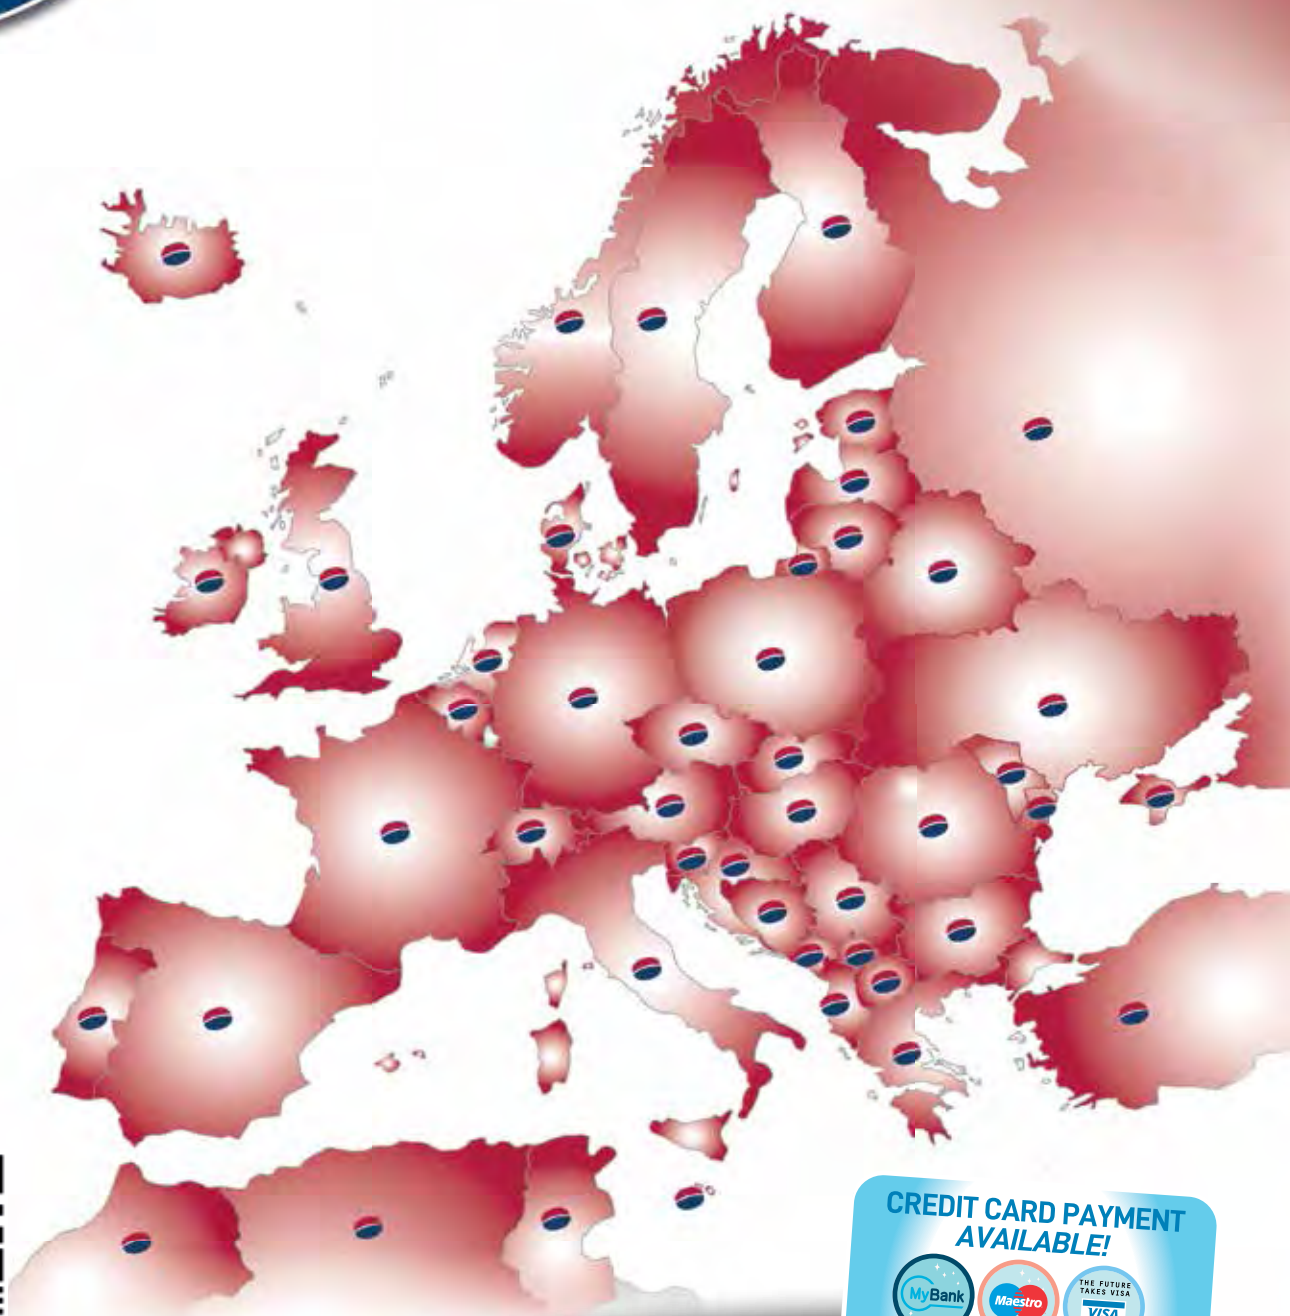 CREDIT CARD PAYMENT
AVAILABLE!
MyBank
Maestro
THE FUTURE
TAKES VISA
VISA